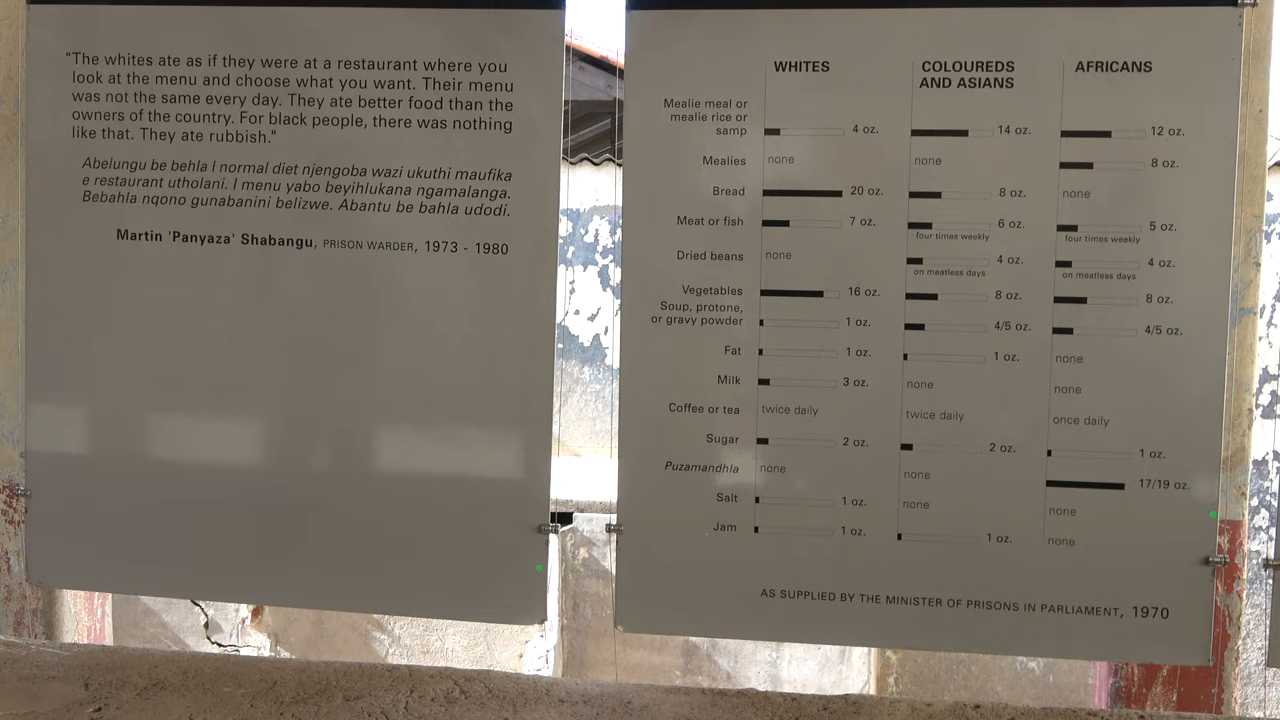 "The whites ate as if they were at a restaurant where you
look at the menu and choose what you want. Their menu
was not the same every day. They ate better food than the
owners of the country. For black people, there was nothing
like that. They ate rubbish."
Abelungu be behla I normal diet njengoba wazi ukuthi maufika
e restaurant utholani. I menu yabo beyihlukana ngamalanga.
Bebahla nqono gunabanini belizwe. Abantu be bahla udodi.
Martin 'Panyaza' Shabangu, PRISON WARDER, 1973 - 1980
WHITES COLOUREDS AFRICANS
AND ASIANS
Mealie meal or
mealie rice or
samp 4 oz. 14 oz. 12 oz.
Mealies none none 8 oz.
Bread 20 oz. 8 oz. none
Meat or fish 7 oz. 6 oz. 5 oz.
four times weekly four times weekly
Dried beans none 4 oz. 4 oz.
on meatless days on meatless days
Vegetables 16 oz. 8 oz. 8 oz.
Soup, protone,
or gravy powder 1 oz. 4/5 oz. 4/5 oz.
Fat 1 oz. 1 oz. none
Milk 3 oz. none none
Coffee or tea twice daily twice daily once daily
Sugar 2 oz. 2 oz. 1 oz.
Puzamandhla none none 17/19 oz.
Salt 1 oz. none none
Jam 1 oz. 1 oz. none
AS SUPPLIED BY THE MINISTER OF PRISONS IN PARLIAMENT, 1970